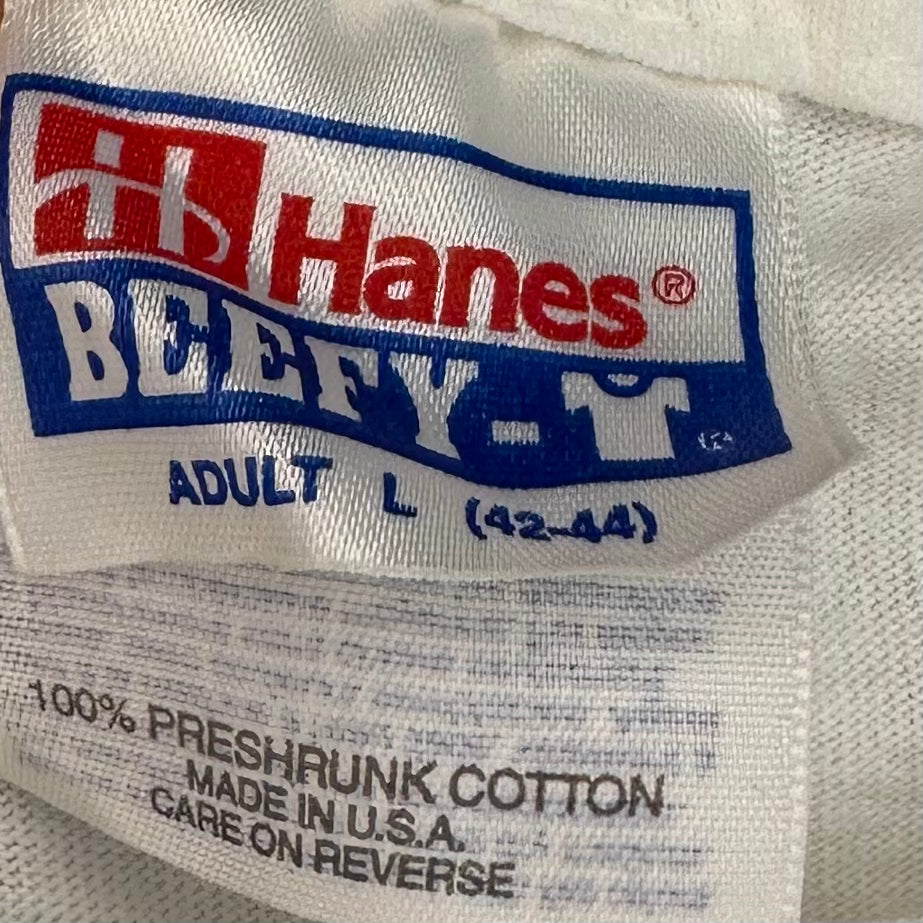 Hanes®
BEEFY-T
ADULT L (42-44)
100% PRESHRUNK COTTON
MADE IN U.S.A.
CARE ON REVERSE